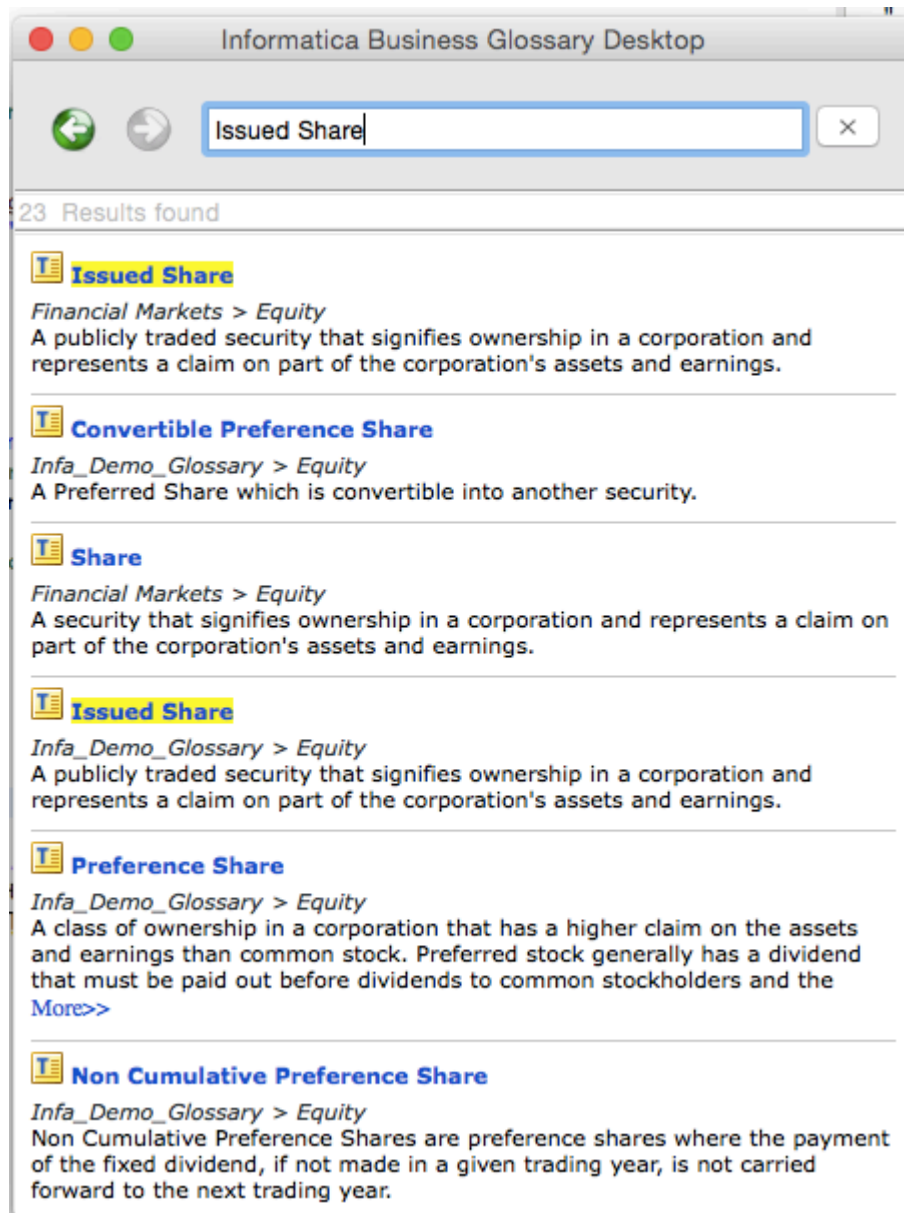 Informatica Business Glossary Desktop
Issued Share
23 Results found
Issued Share
Financial Markets > Equity
A publicly traded security that signifies ownership in a corporation and
represents a claim on part of the corporation's assets and earnings.
Convertible Preference Share
Infa_Demo_Glossary > Equity
A Preferred Share which is convertible into another security.
Share
Financial Markets > Equity
A security that signifies ownership in a corporation and represents a claim on
part of the corporation's assets and earnings.
Issued Share
Infa_Demo_Glossary > Equity
A publicly traded security that signifies ownership in a corporation and
represents a claim on part of the corporation's assets and earnings.
Preference Share
Infa_Demo_Glossary > Equity
A class of ownership in a corporation that has a higher claim on the assets
and earnings than common stock. Preferred stock generally has a dividend
that must be paid out before dividends to common stockholders and the
More>>
Non Cumulative Preference Share
Infa_Demo_Glossary > Equity
Non Cumulative Preference Shares are preference shares where the payment
of the fixed dividend, if not made in a given trading year, is not carried
forward to the next trading year.